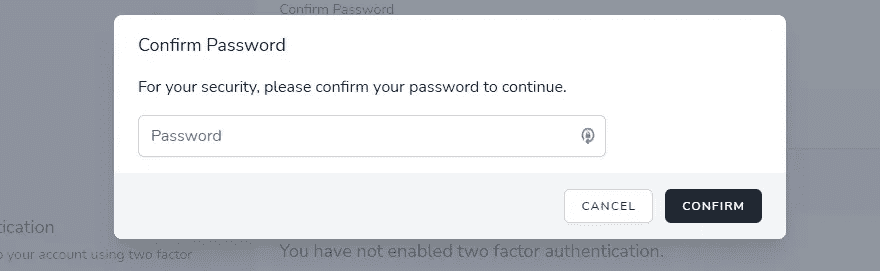 Confirm Password
Confirm Password
For your security, please confirm your password to continue.
Password
CANCEL CONFIRM
tication
o your account using two factor
You have not enabled two factor authentication.